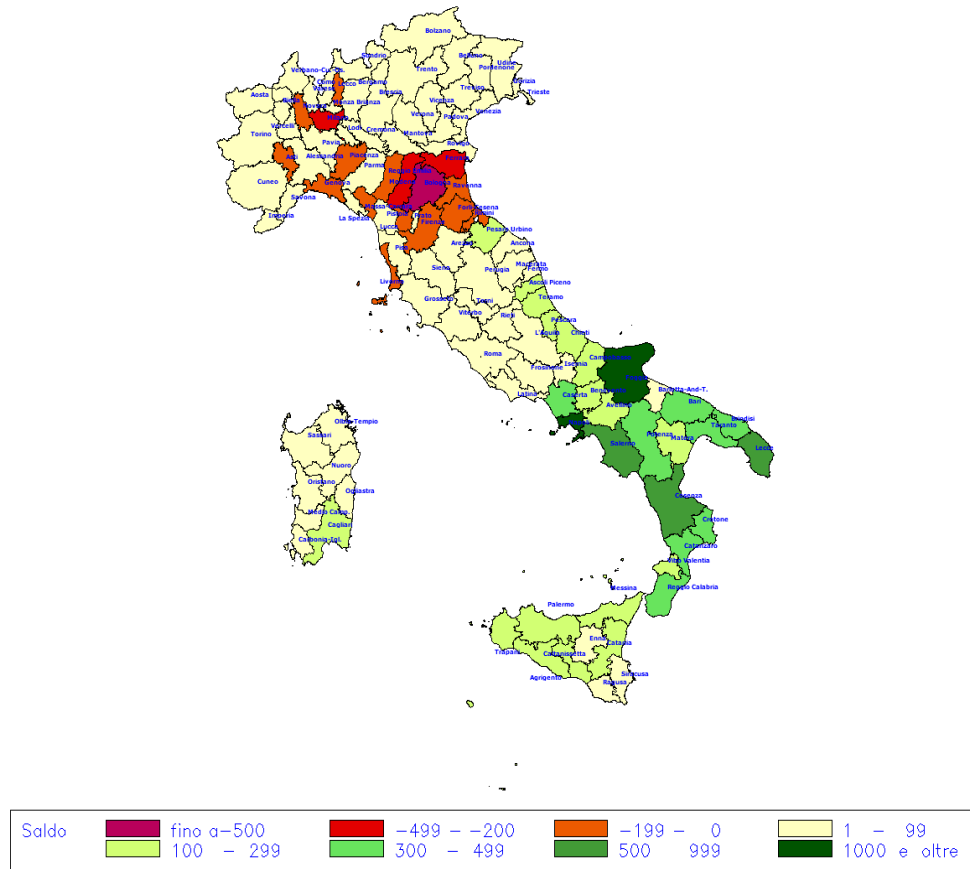 Bolzano
Sondrio
Belluno
Udine
Verbano-Cus-Os.
Trento
Pordenone
Como
Lecco
Bergamo
Gorizia
Varese
Treviso
Aosta
Brescia
Biella
Vicenza
Trieste
Novara
Monza Brianza
Venezia
Milano
Verona
Padova
Vercelli
Lodi
Cremona
Torino
Mantova
Rovigo
Pavia
Asti
Alessandria
Piacenza
Ferrara
Parma
Reggio Emilia
Cuneo
Genova
Modena
Bologna
Ravenna
Savona
Massa-Carrara
Forlì-Cesena
Imperia
La Spezia
Pistoia
Prato
Rimini
Lucca
Firenze
Pesaro Urbino
Pisa
Arezzo
Ancona
Siena
Macerata
Livorno
Perugia
Fermo
Ascoli Piceno
Grosseto
Terni
Teramo
Viterbo
Rieti
Pescara
L'Aquila
Chieti
Roma
Campobasso
Frosinone
Isernia
Foggia
Latina
Caserta
Benevento
Barletta-And-T.
Bari
Avellino
Olbia-Tempio
Napoli
Brindisi
Taranto
Sassari
Salerno
Potenza
Matera
Lecce
Nuoro
Oristano
Ogliastra
Cosenza
Medio Camp.
Crotone
Cagliari
Carbonia-Igl.
Catanzaro
Vibo Valentia
Messina
Reggio Calabria
Palermo
Enna
Catania
Trapani
Caltanissetta
Siracusa
Agrigento
Ragusa
Saldo fino a-500 -499 - -200 -199 - 0 1 - 99
100 - 299 300 - 499 500 999 1000 e oltre